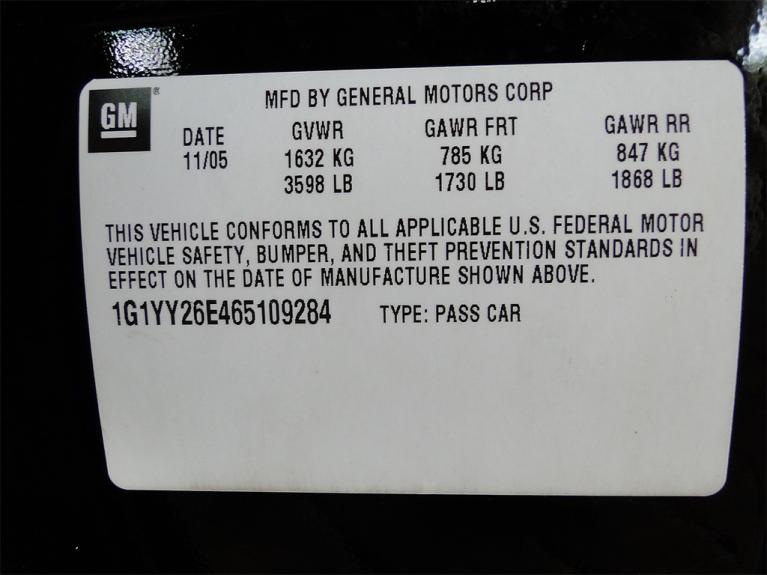 GM ®
MFD BY GENERAL MOTORS CORP
DATE GVWR GAWR FRT GAWR RR
11/05 1632 KG 785 KG 847 KG
3598 LB 1730 LB 1868 LB
THIS VEHICLE CONFORMS TO ALL APPLICABLE U.S. FEDERAL MOTOR
VEHICLE SAFETY, BUMPER, AND THEFT PREVENTION STANDARDS IN
EFFECT ON THE DATE OF MANUFACTURE SHOWN ABOVE.
1G1YY26E465109284 TYPE: PASS CAR